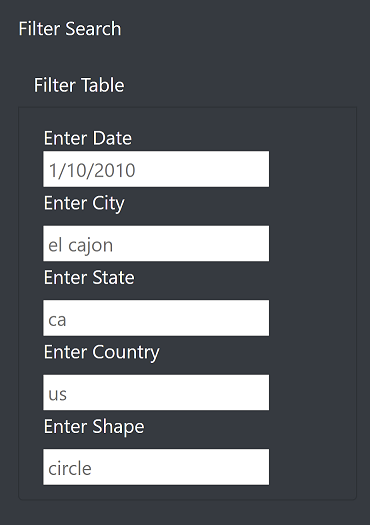 Filter Search
Filter Table
Enter Date
1/10/2010
Enter City
el cajon
Enter State
ca
Enter Country
us
Enter Shape
circle